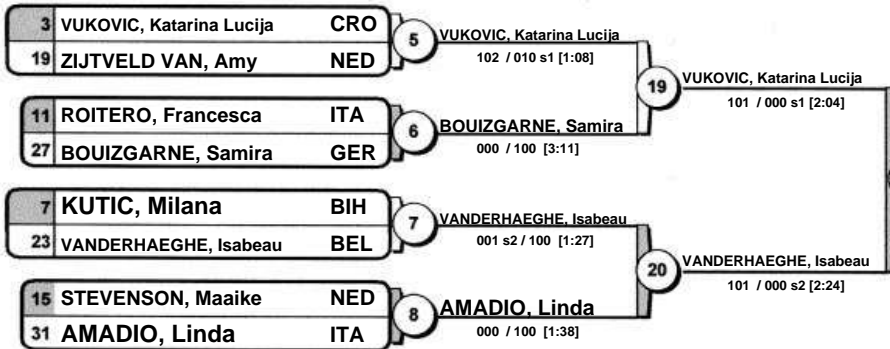 3 VUKOVIC, Katarina Lucija CRO
19 ZIJTVELD VAN, Amy NED
5
VUKOVIC, Katarina Lucija
102 / 010 s1 [1:08]
11 ROITERO, Francesca ITA
27 BOUIZGARNE, Samira GER
6
BOUIZGARNE, Samira
000 / 100 [3:11]
19
VUKOVIC, Katarina Lucija
101 / 000 s1 [2:04]
7 KUTIC, Milana BIH
23 VANDERHAEGHE, Isabeau BEL
7
VANDERHAEGHE, Isabeau
001 s2 / 100 [1:27]
15 STEVENSON, Maaike NED
31 AMADIO, Linda ITA
8
AMADIO, Linda
000 / 100 [1:38]
20
VANDERHAEGHE, Isabeau
101 / 000 s2 [2:24]